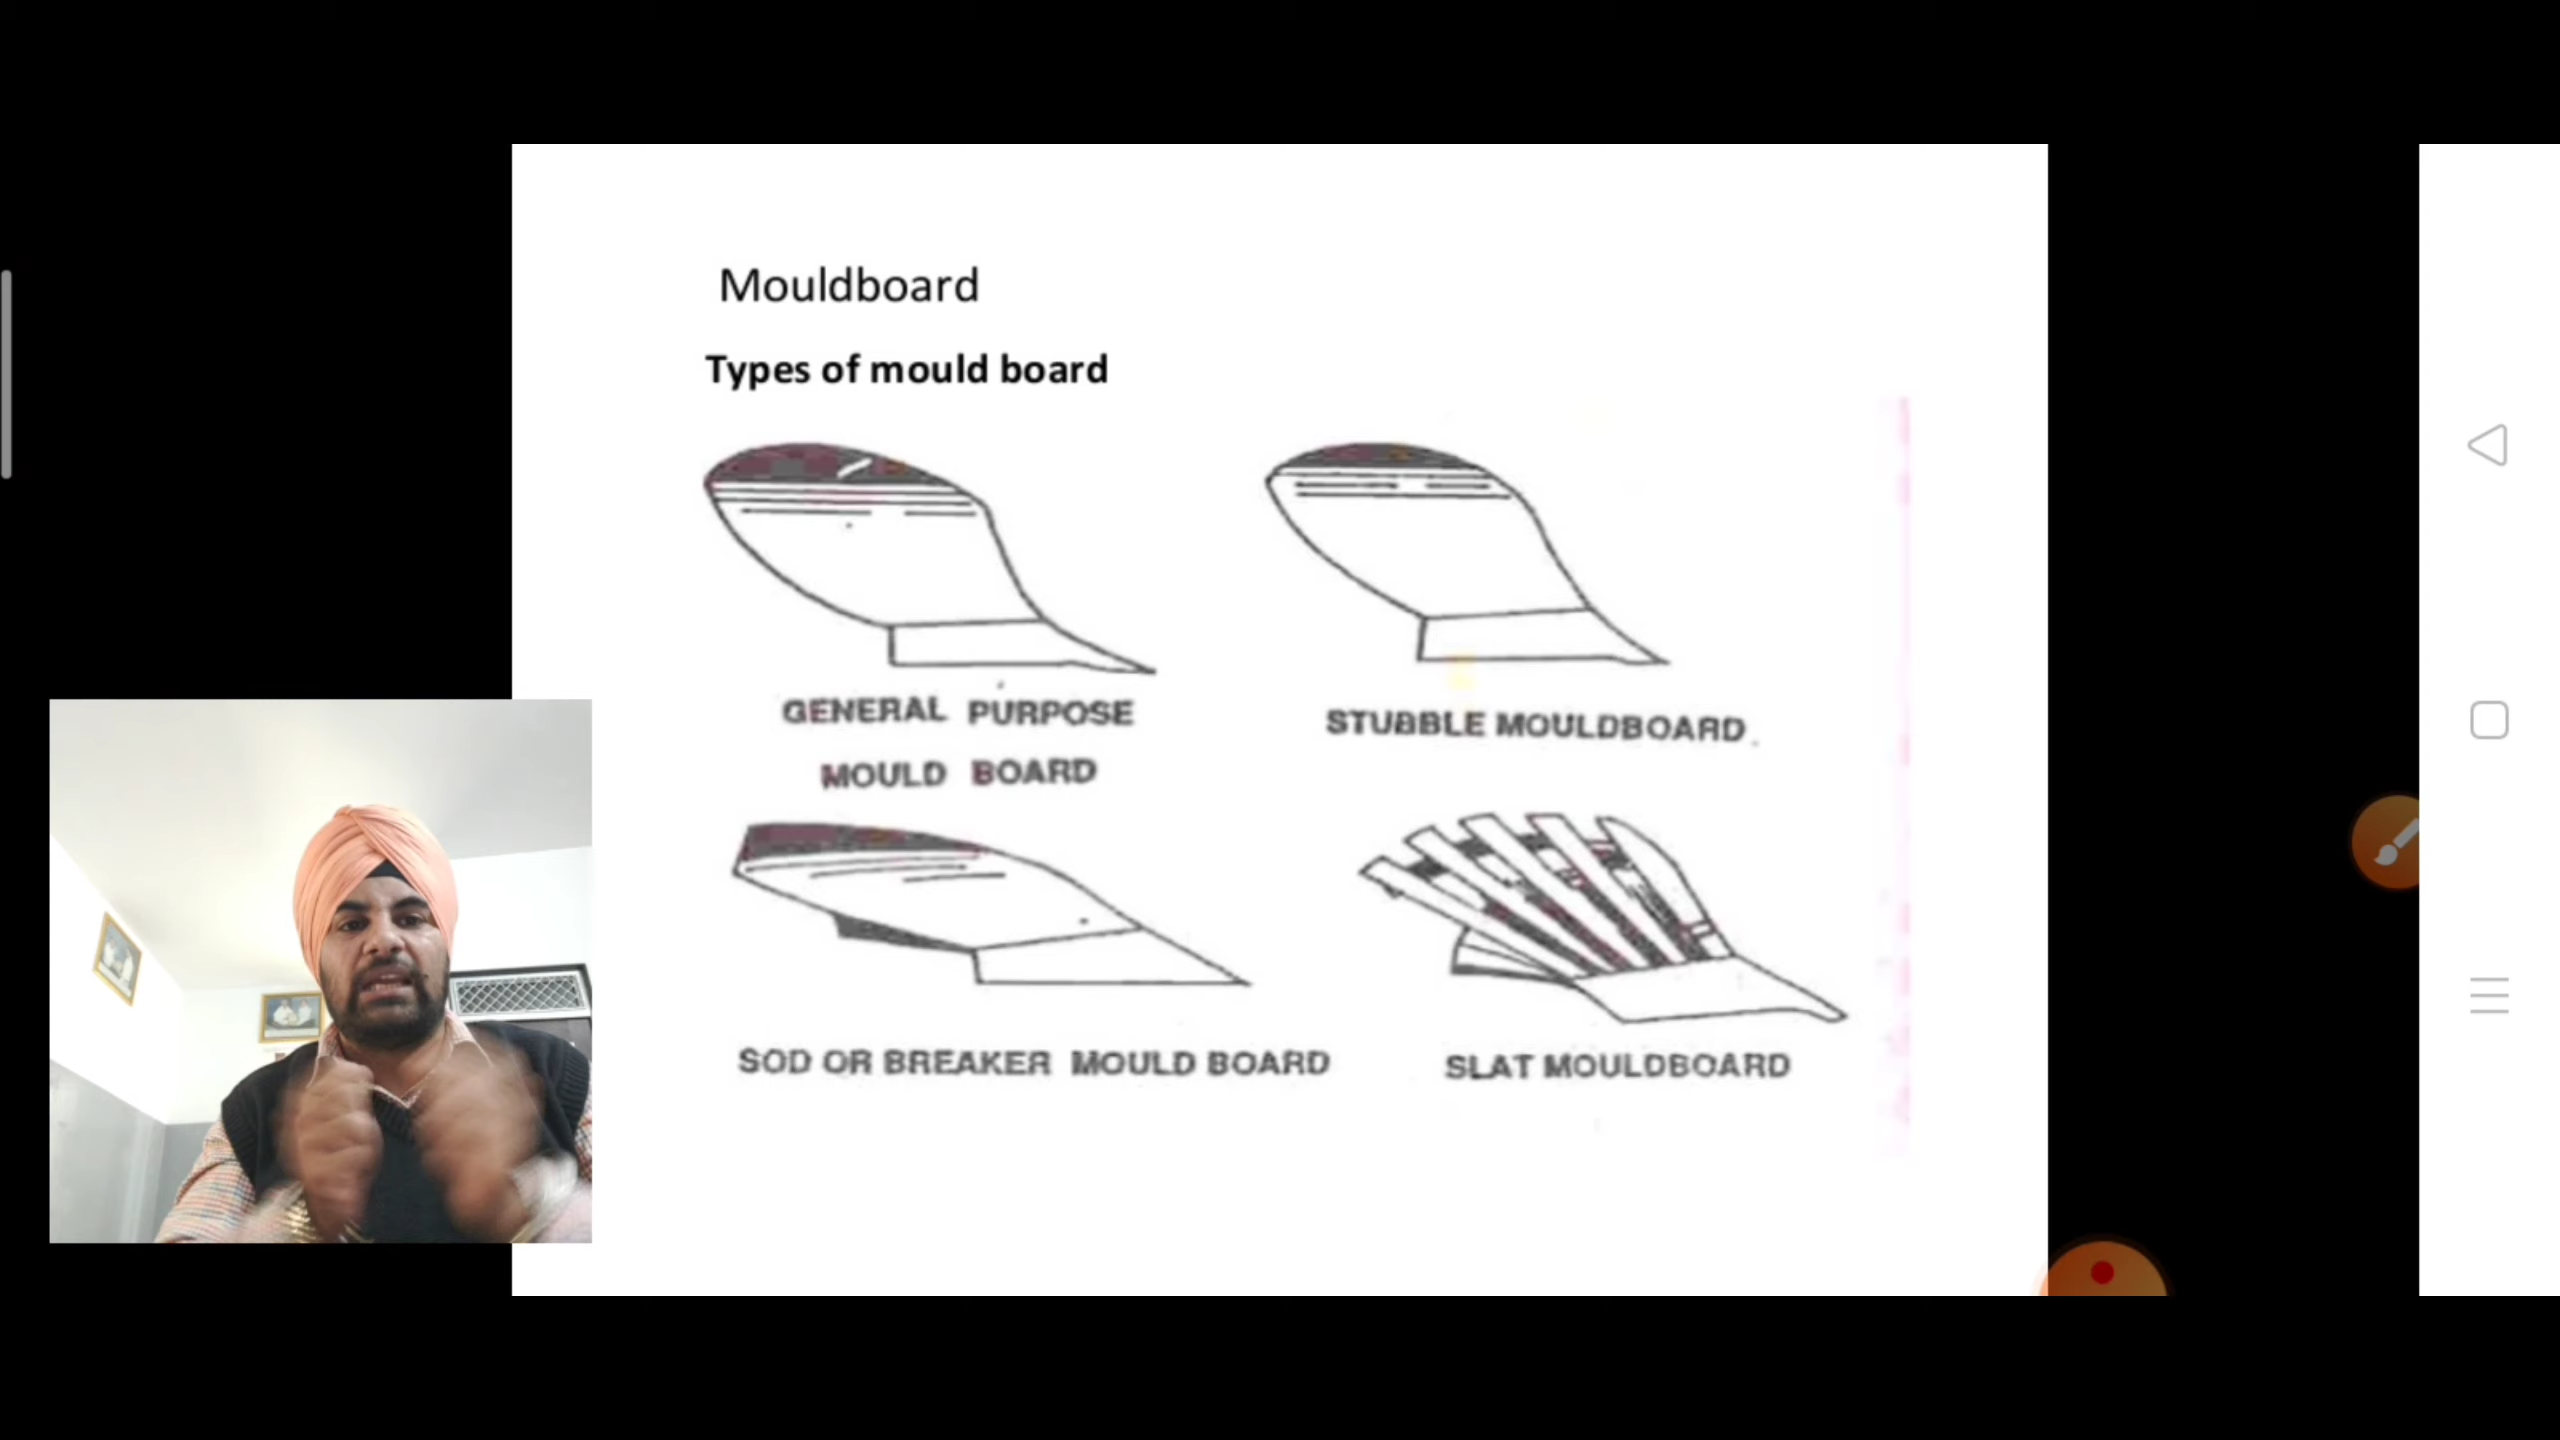 Mouldboard
Types of mould board
GENERAL PURPOSE
MOULD BOARD
STUBBLE MOULDBOARD
SOD OR BREAKER MOULD BOARD
SLAT MOULDBOARD